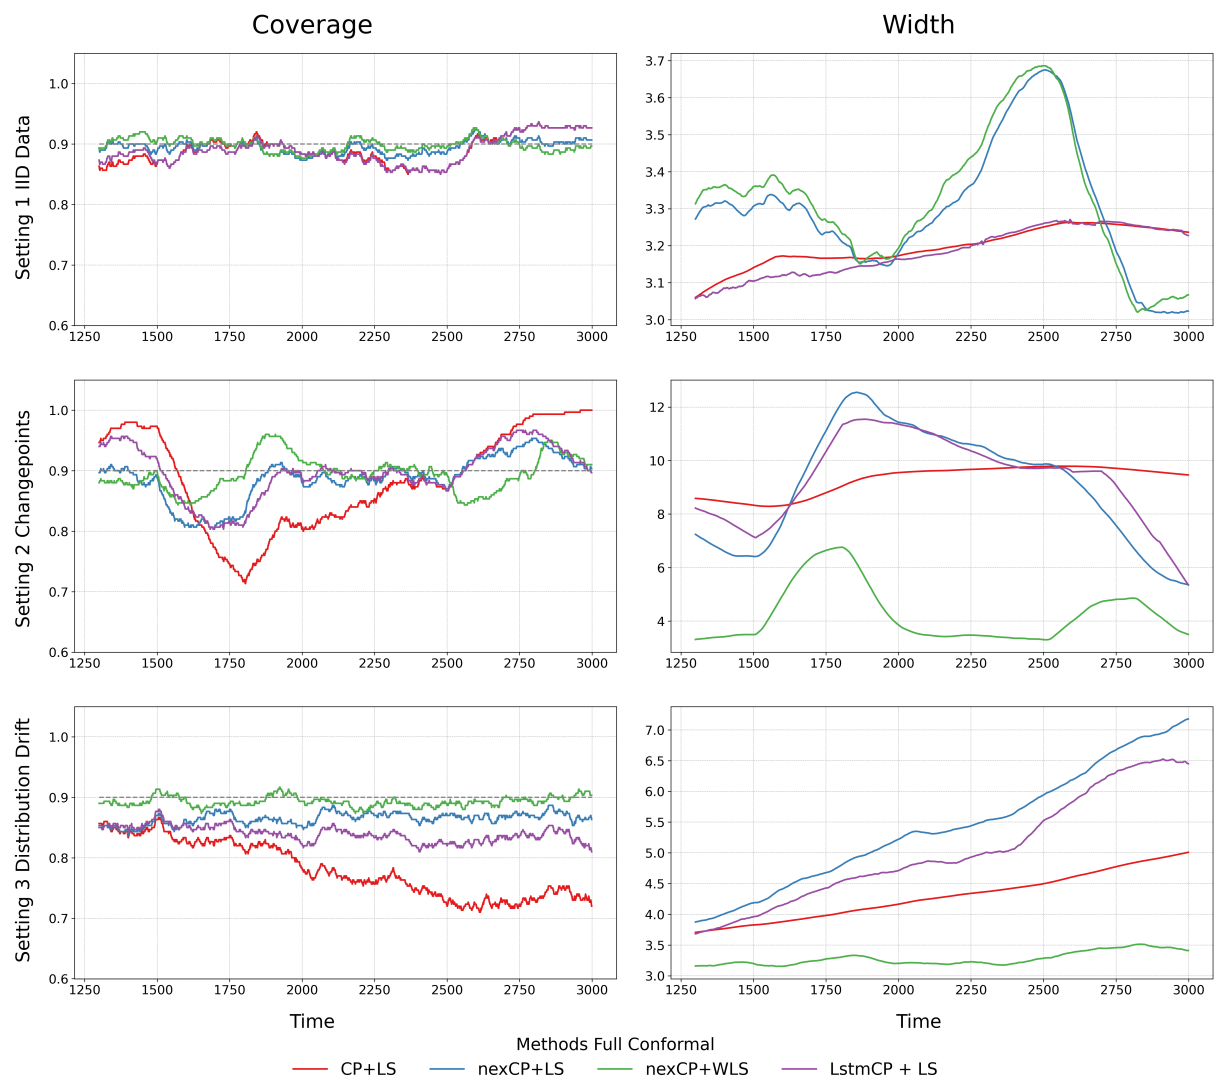 Coverage
Width
Seting 1 IID Data
1.0
0.9
0.8
0.7
0.6
1250 1500 1750 2000 2250 2500 2750 3000
3.7
3.6
3.5
3.4
3.3
3.2
3.1
3.0
1250 1500 1750 2000 2250 2500 2750 3000
Setting 2 Changepoints
1.0
0.9
0.8
0.7
0.6
1250 1500 1750 2000 2250 2500 2750 3000
12
10
8
6
4
1250 1500 1750 2000 2250 2500 2750 3000
Setting 3 Distribution Drift
1.0
0.9
0.8
0.7
0.6
1250 1500 1750 2000 2250 2500 2750 3000
Time
7.0
6.5
6.0
5.5
5.0
4.5
4.0
3.5
3.0
1250 1500 1750 2000 2250 2500 2750 3000
Time
Methods Full Conformal
CP+LS nexCP+LS nexCP+WLS LstmCP + LS